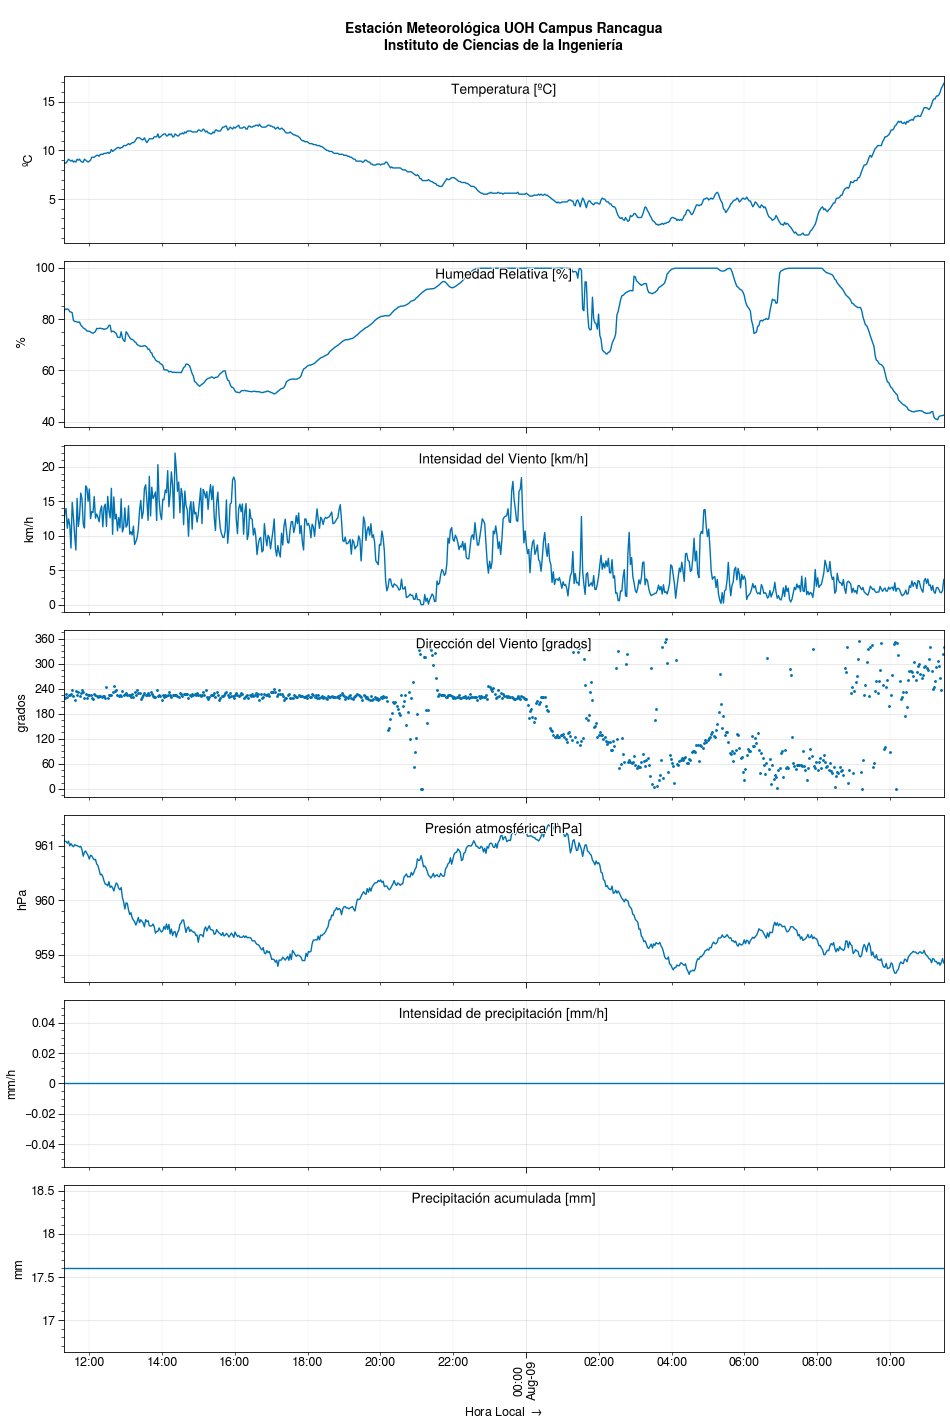 Estación Meteorológica UOH Campus Rancagua
Instituto de Ciencias de la Ingeniería
Temperatura [ºC]
15
10
5
ºC
Humedad Relativa [%]
100
80
60
40
%
Intensidad del Viento [km/h]
20
15
10
5
0
km/h
Dirección del Viento [grados]
360
300
240
180
120
60
0
grados
Presión atmosférica [hPa]
961
960
959
hPa
Intensidad de precipitación [mm/h]
0.04
0.02
0
−0.02
−0.04
mm/h
Precipitación acumulada [mm]
18.5
18
17.5
17
mm
12:00 14:00 16:00 18:00 20:00 22:00 00:00 02:00 04:00 06:00 08:00 10:00
Aug-09
Hora Local →